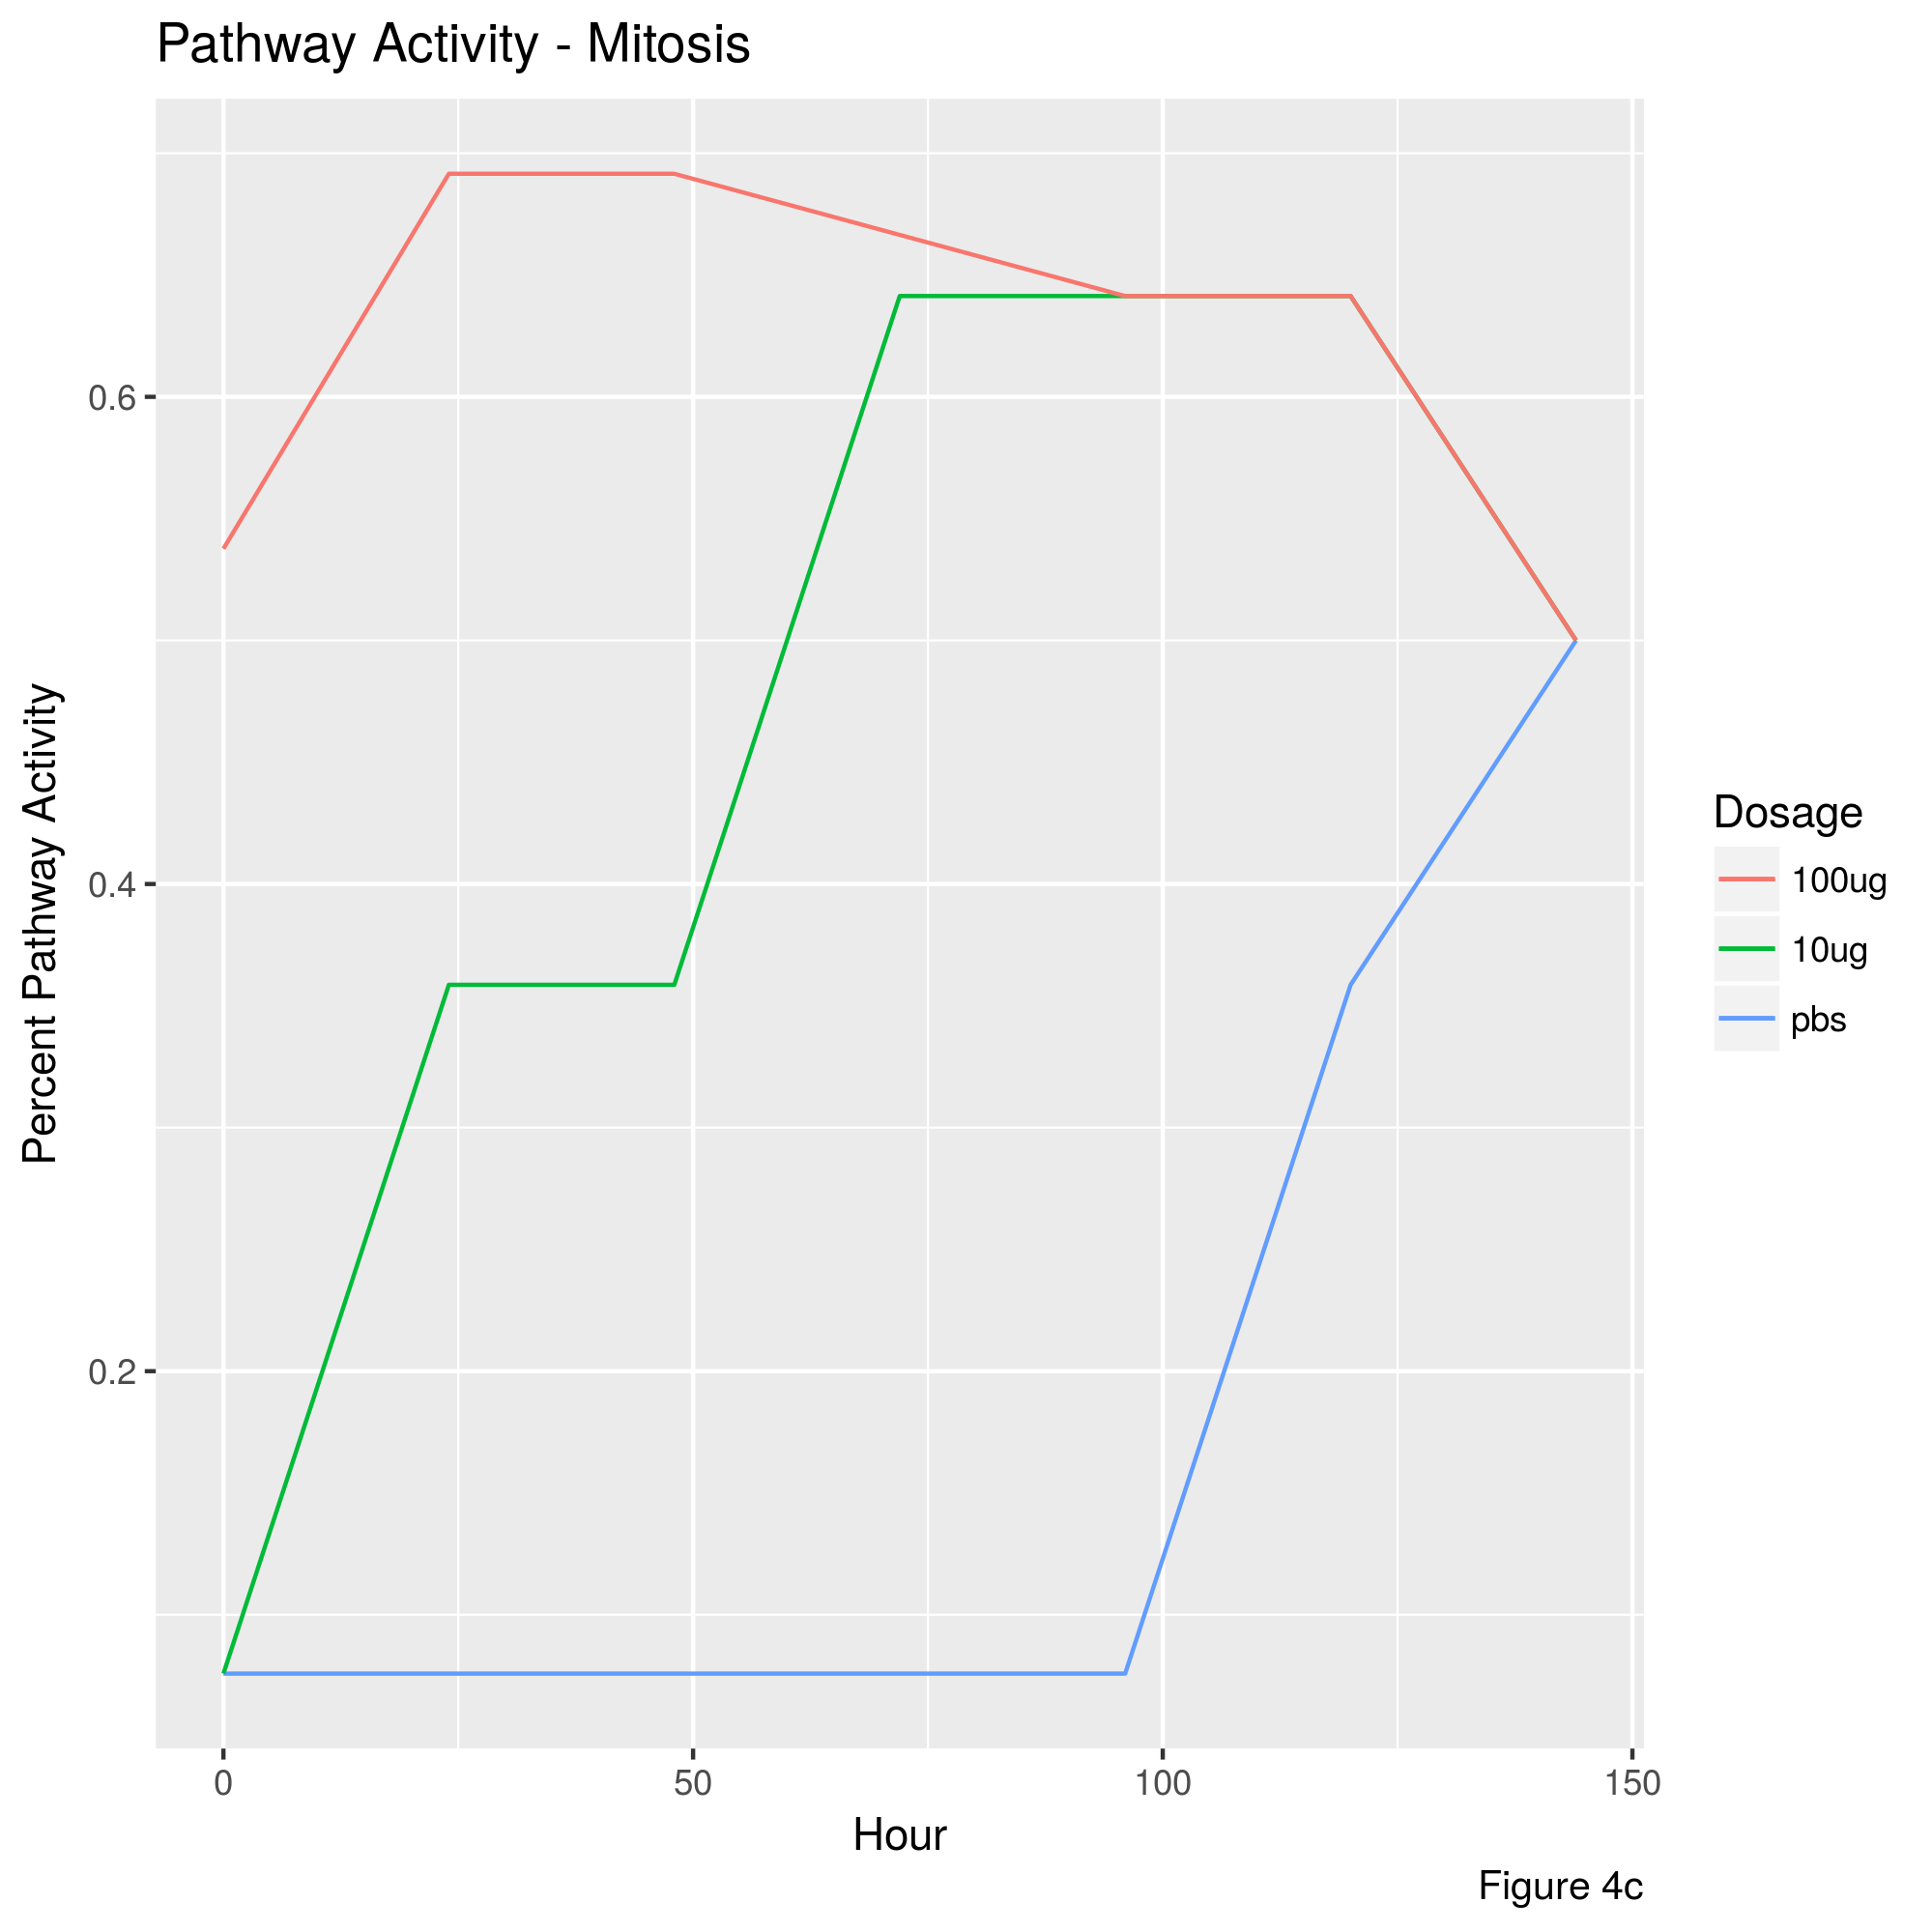 Pathway Activity - Mitosis
Percent Pathway Activity
0.6
0.4
0.2
0 50 100 150
Hour
Dosage
100ug
10ug
pbs
Figure 4c